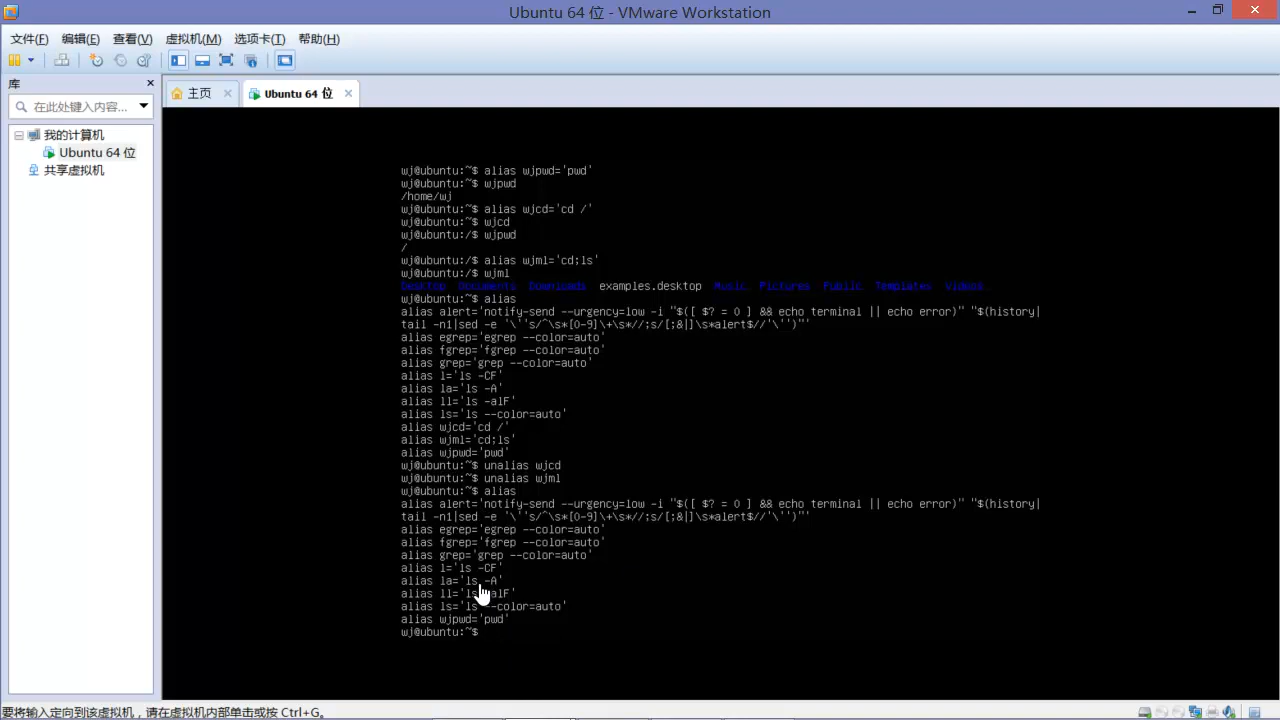 Ubuntu 64 位 - VMware Workstation
文件(F) 编辑(E) 查看(V) 虚拟机(M) 选项卡(T) 帮助(H)
库
主页
Ubuntu 64 位
在此处键入内容...
我的计算机
Ubuntu 64 位
共享虚拟机
wj@ubuntu:~$ alias wjpwd='pwd'
wj@ubuntu:~$ wjpwd
/home/wj
wj@ubuntu:~$ alias wjcd='cd /'
wj@ubuntu:~$ wjcd
wj@ubuntu:/$ wjpwd
/
wj@ubuntu:/$ alias wjml='cd;ls'
wj@ubuntu:/$ wjml
Desktop Documents Downloads examples.desktop Music Pictures Public Templates Videos
wj@ubuntu:~$ alias
alias alert='notify-send --urgency=low -i "$([ $? = 0 ] && echo terminal || echo error)" "$(history|
tail -n1|sed -e '\''s/^\s*[0-9]\+\s*//;s/[;&|]\s*alert$//'\'')"'
alias egrep='egrep --color=auto'
alias fgrep='fgrep --color=auto'
alias grep='grep --color=auto'
alias l='ls -CF'
alias la='ls -A'
alias ll='ls -alF'
alias ls='ls --color=auto'
alias wjcd='cd /'
alias wjml='cd;ls'
alias wjpwd='pwd'
wj@ubuntu:~$ unalias wjcd
wj@ubuntu:~$ unalias wjml
wj@ubuntu:~$ alias
alias alert='notify-send --urgency=low -i "$([ $? = 0 ] && echo terminal || echo error)" "$(history|
tail -n1|sed -e '\''s/^\s*[0-9]\+\s*//;s/[;&|]\s*alert$//'\'')"'
alias egrep='egrep --color=auto'
alias fgrep='fgrep --color=auto'
alias grep='grep --color=auto'
alias l='ls -CF'
alias la='ls -A'
alias ll='ls -alF'
alias ls='ls --color=auto'
alias wjpwd='pwd'
wj@ubuntu:~$
要将输入定向到该虚拟机，请在虚拟机内部单击或按 Ctrl+G。